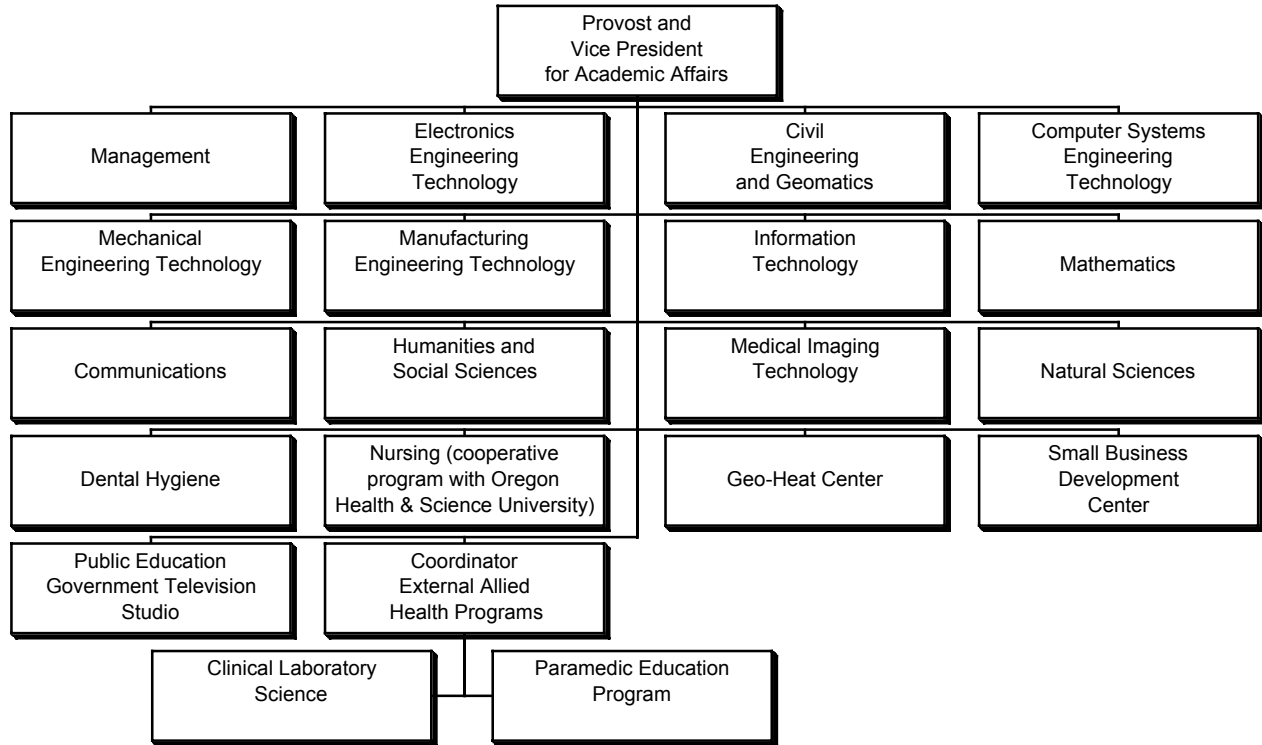 Provost and
Vice President
for Academic Affairs
Management
Electronics
Engineering
Technology
Civil
Engineering
and Geomatics
Computer Systems
Engineering
Technology
Mechanical
Engineering Technology
Manufacturing
Engineering Technology
Information
Technology
Mathematics
Communications
Humanities and
Social Sciences
Medical Imaging
Technology
Natural Sciences
Dental Hygiene
Nursing (cooperative
program with Oregon
Health & Science University)
Geo-Heat Center
Small Business
Development
Center
Public Education
Government Television
Studio
Coordinator
External Allied
Health Programs
Clinical Laboratory
Science
Paramedic Education
Program